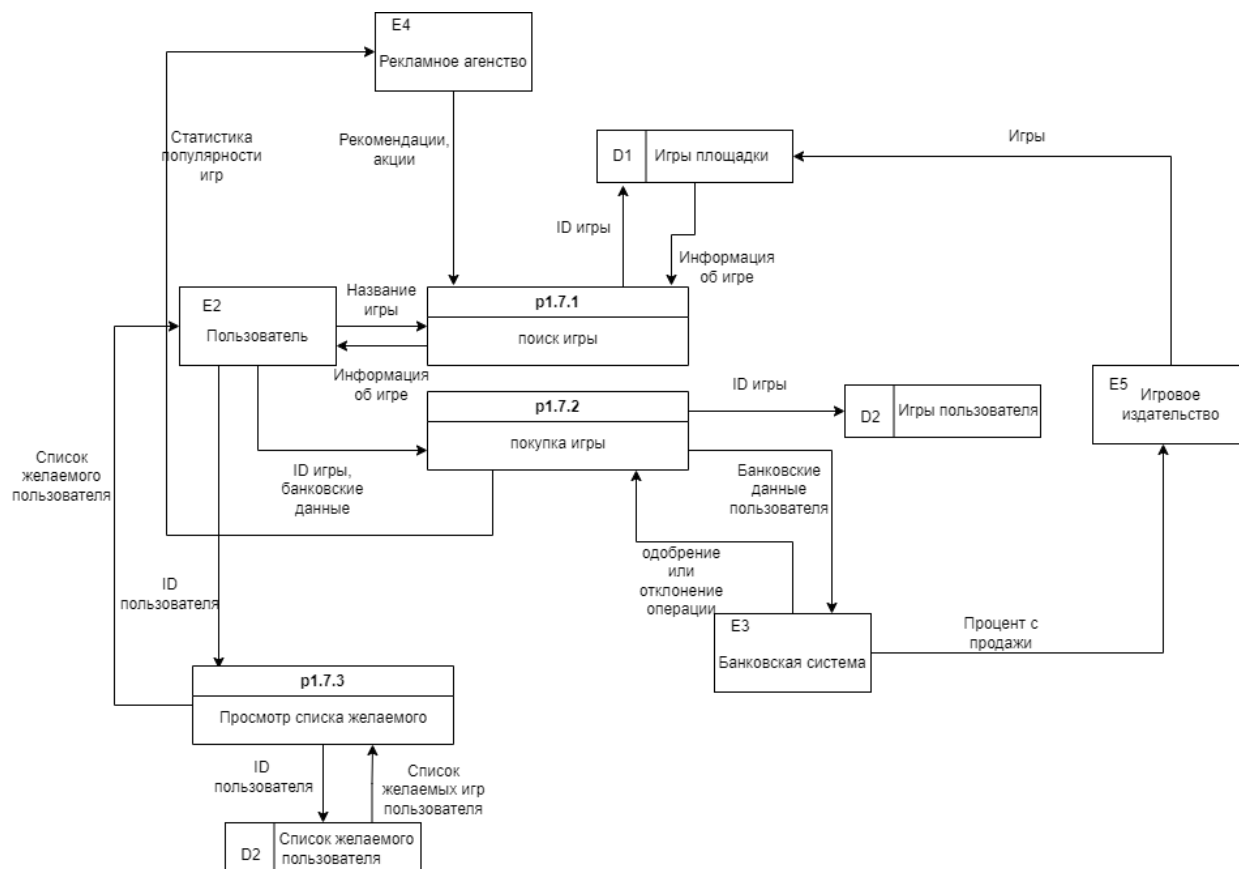 E4
Рекламное агенство
Статистика
популярности
игр
Рекомендации,
акции
D1
Игры площадки
Игры
ID игры
Информация
об игре
E2
Пользователь
Название
игры
p1.7.1
поиск игры
Информация
об игре
p1.7.2
покупка игры
ID игры
D2
Игры пользователя
E5
Игровое
издательство
Список
желаемого
пользователя
ID игры,
банковские
данные
Банковские
данные
пользователя
одобрение
или
отклонение
операции
ID
пользователя
E3
Банковская система
Процент с
продажи
p1.7.3
Просмотр списка желаемого
ID
пользователя
Список
желаемых игр
пользователя
D2
Список желаемого
пользователя